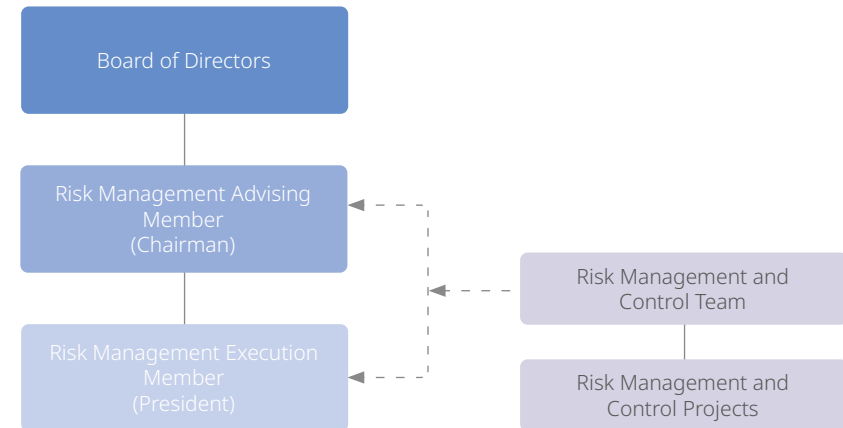 Board of Directors
Risk Management Advising
Member
(Chairman)
Risk Management and
Control Team
Risk Management Execution
Member
(President)
Risk Management and
Control Projects